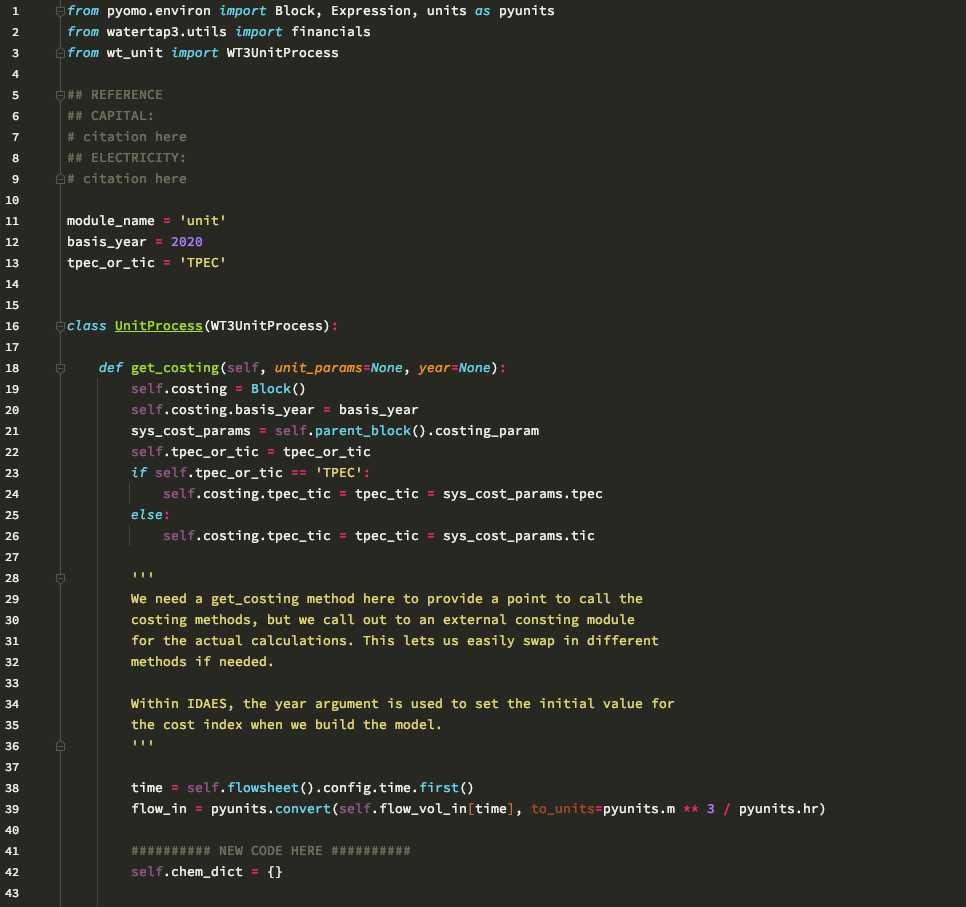 1 from pyomo.environ import Block, Expression, units as pyunits
2 from watertap3.utils import financials
3 from wt_unit import WT3UnitProcess
4
5 ## REFERENCE
6 ## CAPITAL:
7 # citation here
8 ## ELECTRICITY:
9 # citation here
10
11 module_name = 'unit'
12 basis_year = 2020
13 tpec_or_tic = 'TPEC'
14
15
16 class UnitProcess(WT3UnitProcess):
17
18     def get_costing(self, unit_params=None, year=None):
19         self.costing = Block()
20         self.costing.basis_year = basis_year
21         sys_cost_params = self.parent_block().costing_param
22         self.tpec_or_tic = tpec_or_tic
23         if self.tpec_or_tic == 'TPEC':
24             self.costing.tpec_tic = tpec_tic = sys_cost_params.tpec
25         else:
26             self.costing.tpec_tic = tpec_tic = sys_cost_params.tic
27
28         '''
29         We need a get_costing method here to provide a point to call the
30         costing methods, but we call out to an external consting module
31         for the actual calculations. This lets us easily swap in different
32         methods if needed.
33
34         Within IDAES, the year argument is used to set the initial value for
35         the cost index when we build the model.
36         '''
37
38         time = self.flowsheet().config.time.first()
39         flow_in = pyunits.convert(self.flow_vol_in[time], to_units=pyunits.m ** 3 / pyunits.hr)
40
41         ########## NEW CODE HERE ##########
42         self.chem_dict = {}
43